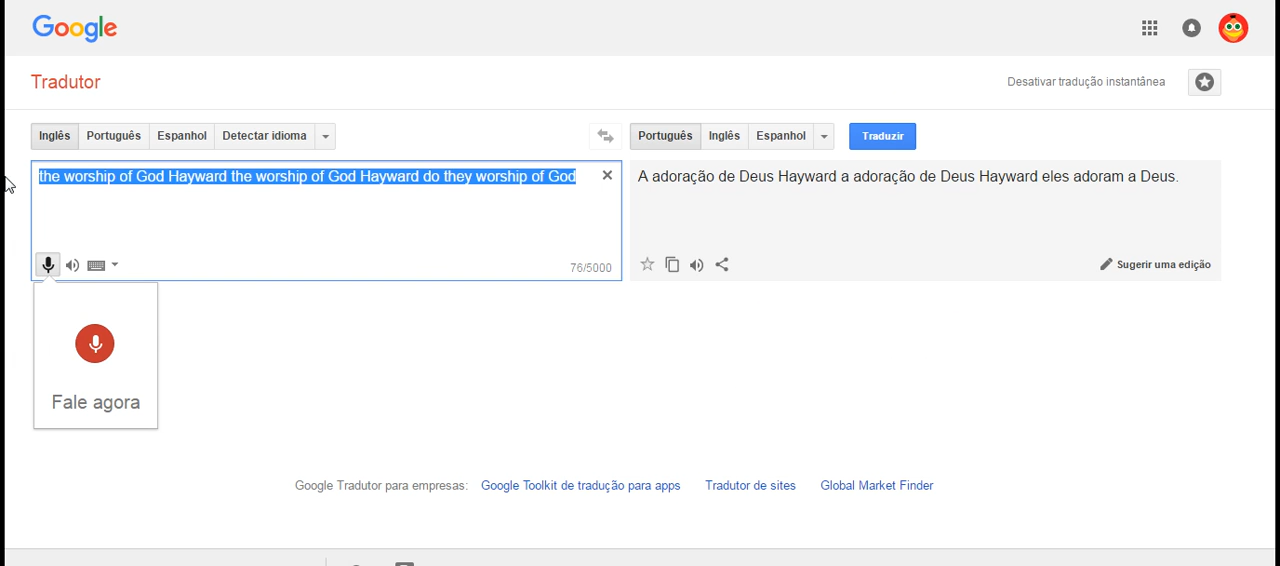 Google
Tradutor
Desativar tradução instantânea
Inglês Português Espanhol Detectar idioma
Português Inglês Espanhol Traduzir
the worship of God Hayward the worship of God Hayward do they worship of God
76/5000
A adoração de Deus Hayward a adoração de Deus Hayward eles adoram a Deus.
Sugerir uma edição
Fale agora
Google Tradutor para empresas: Google Toolkit de tradução para apps Tradutor de sites Global Market Finder